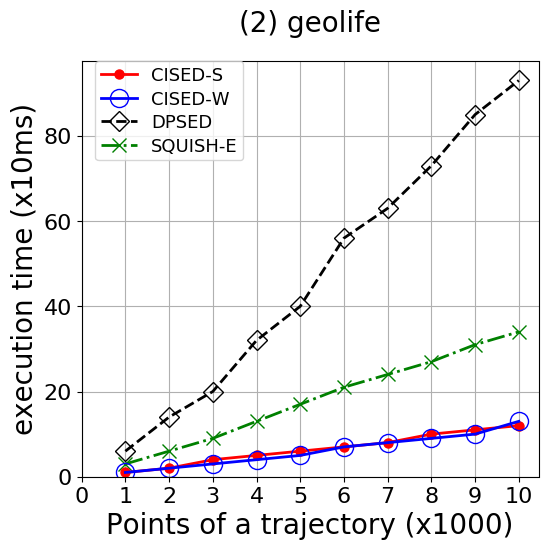 (2) geolife
CISED-S
CISED-W
DPSED
SQUISH-E
execution time (x10ms)
80
60
40
20
0
0 1 2 3 4 5 6 7 8 9 10
Points of a trajectory (x1000)